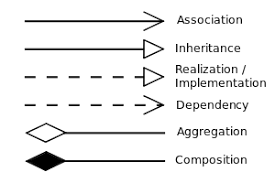 Association
Inheritance
Realization /
Implementation
Dependency
Aggregation
Composition